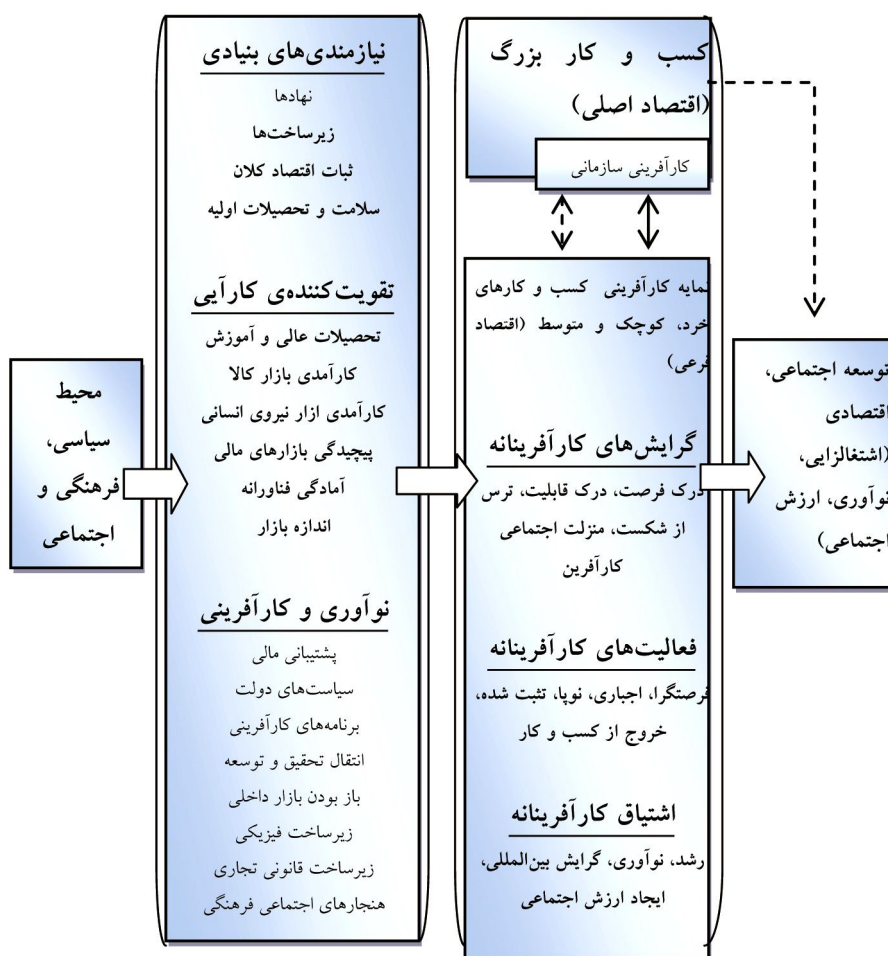 نیازمندی‌های بنیادی
نهادها
زیرساخت‌ها
ثبات اقتصاد کلان
سلامت و تحصیلات اولیه
تقویت‌کننده‌ی کارآیی
تحصیلات عالی و آموزش
کارآمدی بازار کالا
کارآمدی ازار نیروی انسانی
پیچیدگی بازارهای مالی
آمادگی فناورانه
اندازه بازار
نوآوری و کارآفرینی
پشتیبانی مالی
سیاست‌های دولت
برنامه‌های کارآفرینی
انتقال تحقیق و توسعه
باز بودن بازار داخلی
زیرساخت فیزیکی
زیرساخت قانونی تجاری
هنجارهای اجتماعی فرهنگی
محیط
سیاسی،
فرهنگی و
اجتماعی
کسب و کار بزرگ
(اقتصاد اصلی)
کارآفرینی سازمانی
نمایه کارآفرینی کسب و کارهای
خرد، کوچک و متوسط (اقتصاد
فرعی)
گرایش‌های کارآفرینانه
درک فرصت، درک قابلیت، ترس
از شکست، منزلت اجتماعی
کارآفرین
فعالیت‌های کارآفرینانه
فرصتگرا، اجباری، نوپا، تثبت شده،
خروج از کسب و کار
اشتیاق کارآفرینانه
رشد، نوآوری، گرایش بین‌المللی،
ایجاد ارزش اجتماعی
توسعه اجتماعی،
اقتصادی
(اشتغالزایی،
نوآوری، ارزش
اجتماعی)